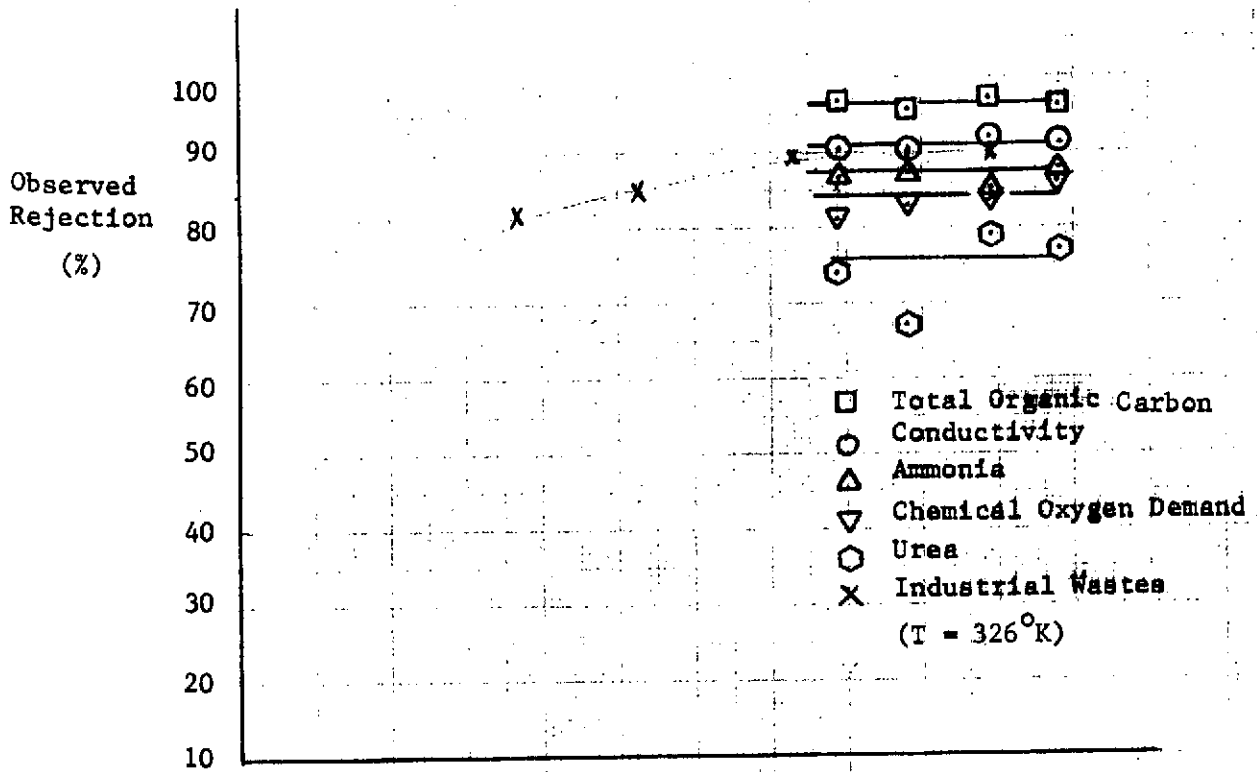 100
90
Observed
Rejection
(%)
80
70
60
50
40
30
20
10
Total Organic Carbon
Conductivity
Ammonia
Chemical Oxygen Demand
Urea
Industrial Wastes
(T = 326°K)